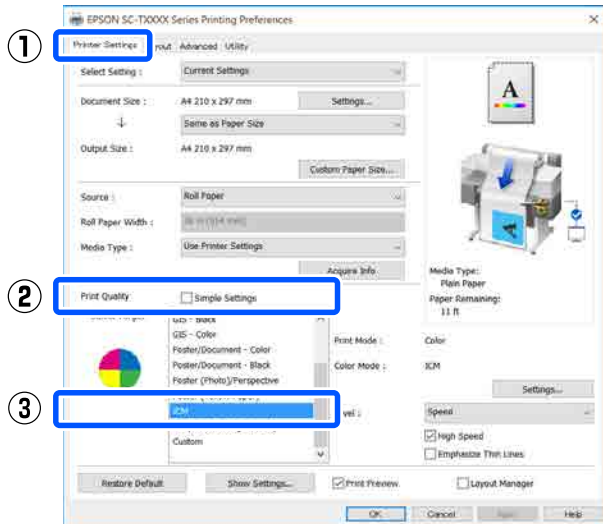 EPSON SC-TXXXX Series Printing Preferences
① Printer Settings yout Advanced Utility
Select Setting : Current Settings
Document Size : A4 210 x 297 mm Settings...
Same as Paper Size
Output Size : A4 210 x 297 mm
Custom Paper Size...
Source : Roll Paper
Roll Paper Width :
Media Type : Use Printer Settings
Acquire Info
Media Type:
Plain Paper
Paper Remaining:
11 ft
② Print Quality Simple Settings
GIS - Black
GIS - Color
Poster/Document - Color
Poster/Document - Black
Poster (Photo)/Perspective
③ ICM
Custom
Print Mode : Color
Color Mode : ICM
Settings...
vel : Speed
High Speed
Emphasize Thin Lines
Restore Default Show Settings... Print Preview Layout Manager
OK Cancel Help
A